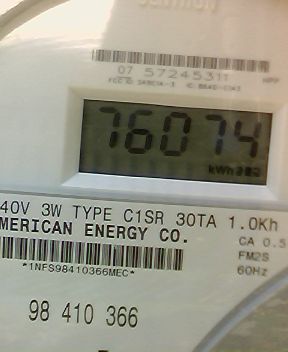 CENTRON
07 57245311
76074
kWh
40V 3W TYPE C1SR 30TA 1.0Kh
MERICAN ENERGY CO.
CA 0.5
FM2S
*1NFS98410366MEC*
60Hz
98 410 366